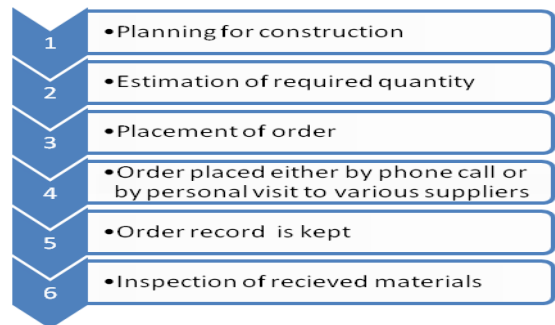 1
•Planning for construction
2
•Estimation of required quantity
3
•Placement of order
4
•Order placed either by phone call or
by personal visit to various suppliers
5
•Order record is kept
6
•Inspection of recieved materials